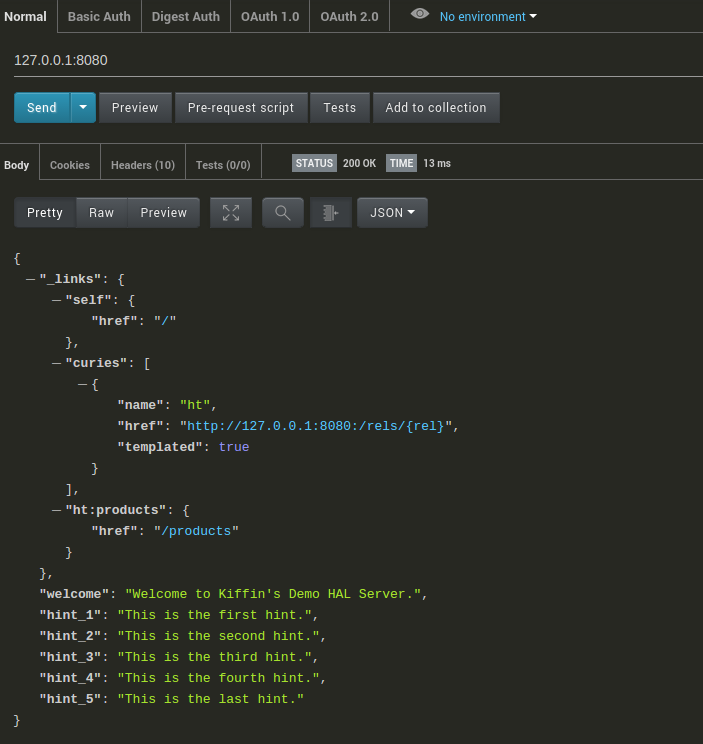 Normal Basic Auth Digest Auth OAuth 1.0 OAuth 2.0 No environment
127.0.0.1:8080
Send Preview Pre-request script Tests Add to collection
Body Cookies Headers (10) Tests (0/0) STATUS 200 OK TIME 13 ms
Pretty Raw Preview JSON
{
"_links": {
"self": {
"href": "/"
},
"curies": [
{
"name": "ht",
"href": "http://127.0.0.1:8080:/rels/{rel}",
"templated": true
}
],
"ht:products": {
"href": "/products"
}
},
"welcome": "Welcome to Kiffin's Demo HAL Server.",
"hint_1": "This is the first hint.",
"hint_2": "This is the second hint.",
"hint_3": "This is the third hint.",
"hint_4": "This is the fourth hint.",
"hint_5": "This is the last hint."
}